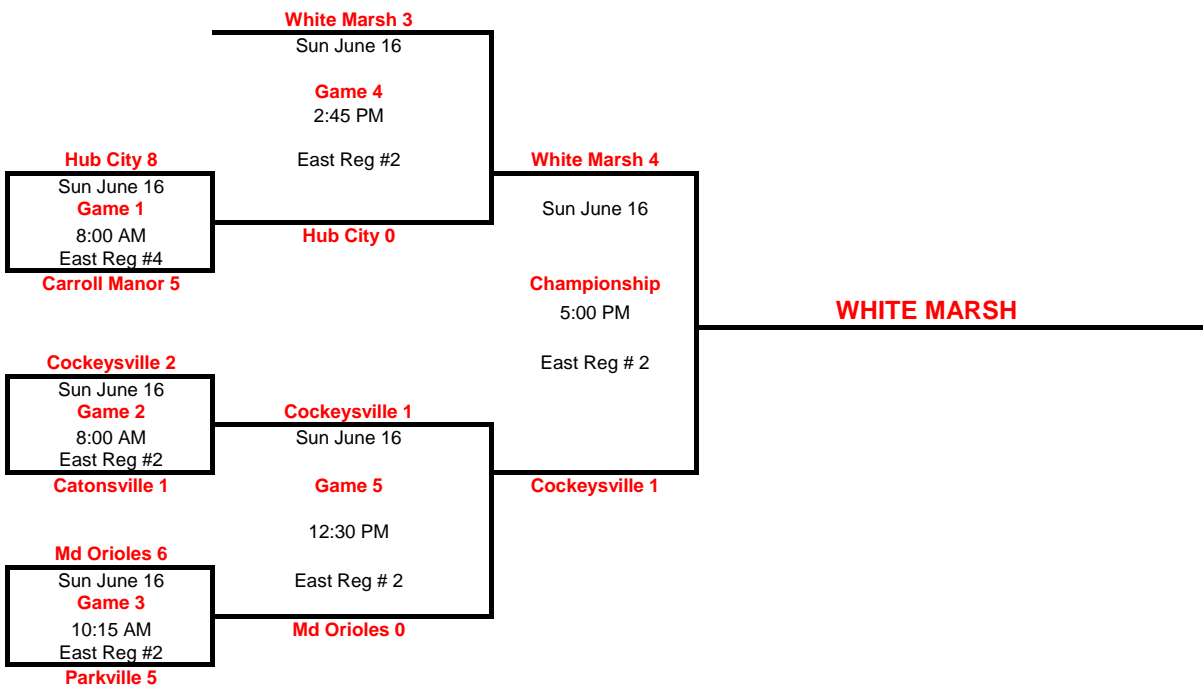 White Marsh 3
Sun June 16
Game 4
2:45 PM
East Reg #2
Hub City 0
Hub City 8
Sun June 16
Game 1
8:00 AM
East Reg #4
Carroll Manor 5
White Marsh 4
Sun June 16
Championship
5:00 PM
East Reg # 2
Cockeysville 1
WHITE MARSH
Cockeysville 2
Sun June 16
Game 2
8:00 AM
East Reg #2
Catonsville 1
Cockeysville 1
Sun June 16
Game 5
12:30 PM
East Reg # 2
Md Orioles 0
Md Orioles 6
Sun June 16
Game 3
10:15 AM
East Reg #2
Parkville 5